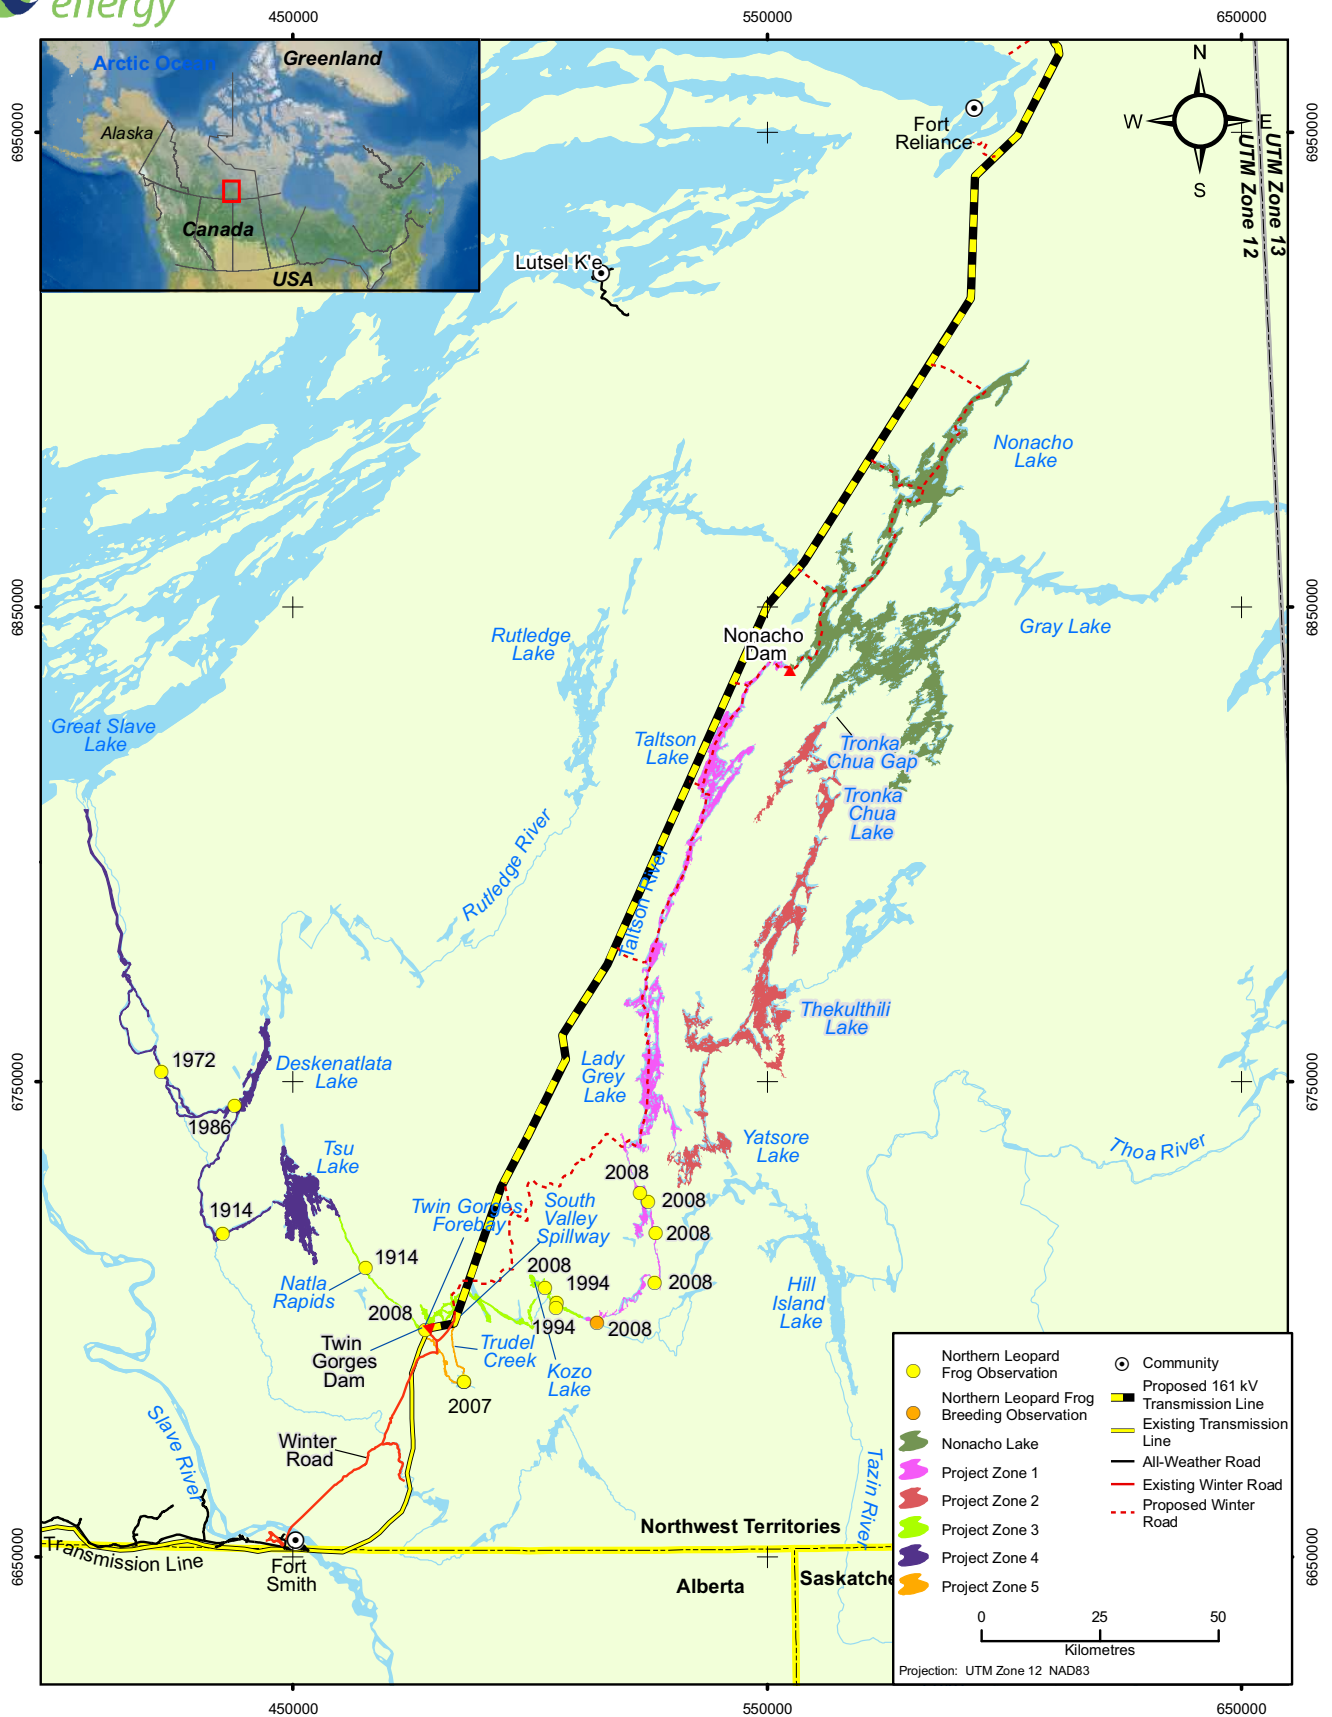 energy
450000
550000
650000
Arctic Ocean
Greenland
Alaska
Canada
USA
6950000
6950000
N
W
E
S
UTM Zone 12
UTM Zone 13
Fort
Reliance
Lutsel K'e
Nonacho
Lake
6850000
6850000
Gray Lake
Rutledge
Lake
Nonacho
Dam
Great Slave
Lake
Taltson
Lake
Tronka
Chua Gap
Tronka
Chua
Lake
Rutledge River
Taltson River
Thekulthili
Lake
1972
Deskenatlata
Lake
Lady
Grey
Lake
6750000
6750000
1986
Tsu
Lake
Yatsore
Lake
Thoa River
2008
1914
Twin Gorges
Forebay
South
Valley
Spillway
2008
2008
1914
2008
1994
2008
Natla
Rapids
2008
Hill
Island
Lake
1994
2008
Twin
Gorges
Dam
Trudel
Creek
Kozo
Lake
2007
Slave River
Winter
Road
Tazin River
Northwest Territories
Transmission Line
Fort
Smith
Alberta
Saskatche
6650000
6650000
Northern Leopard
Frog Observation
Northern Leopard Frog
Breeding Observation
Nonacho Lake
Project Zone 1
Project Zone 2
Project Zone 3
Project Zone 4
Project Zone 5
Community
Proposed 161 kV
Transmission Line
Existing Transmission
Line
All-Weather Road
Existing Winter Road
Proposed Winter
Road
0
25
50
Kilometres
Projection: UTM Zone 12 NAD83
450000
550000
650000